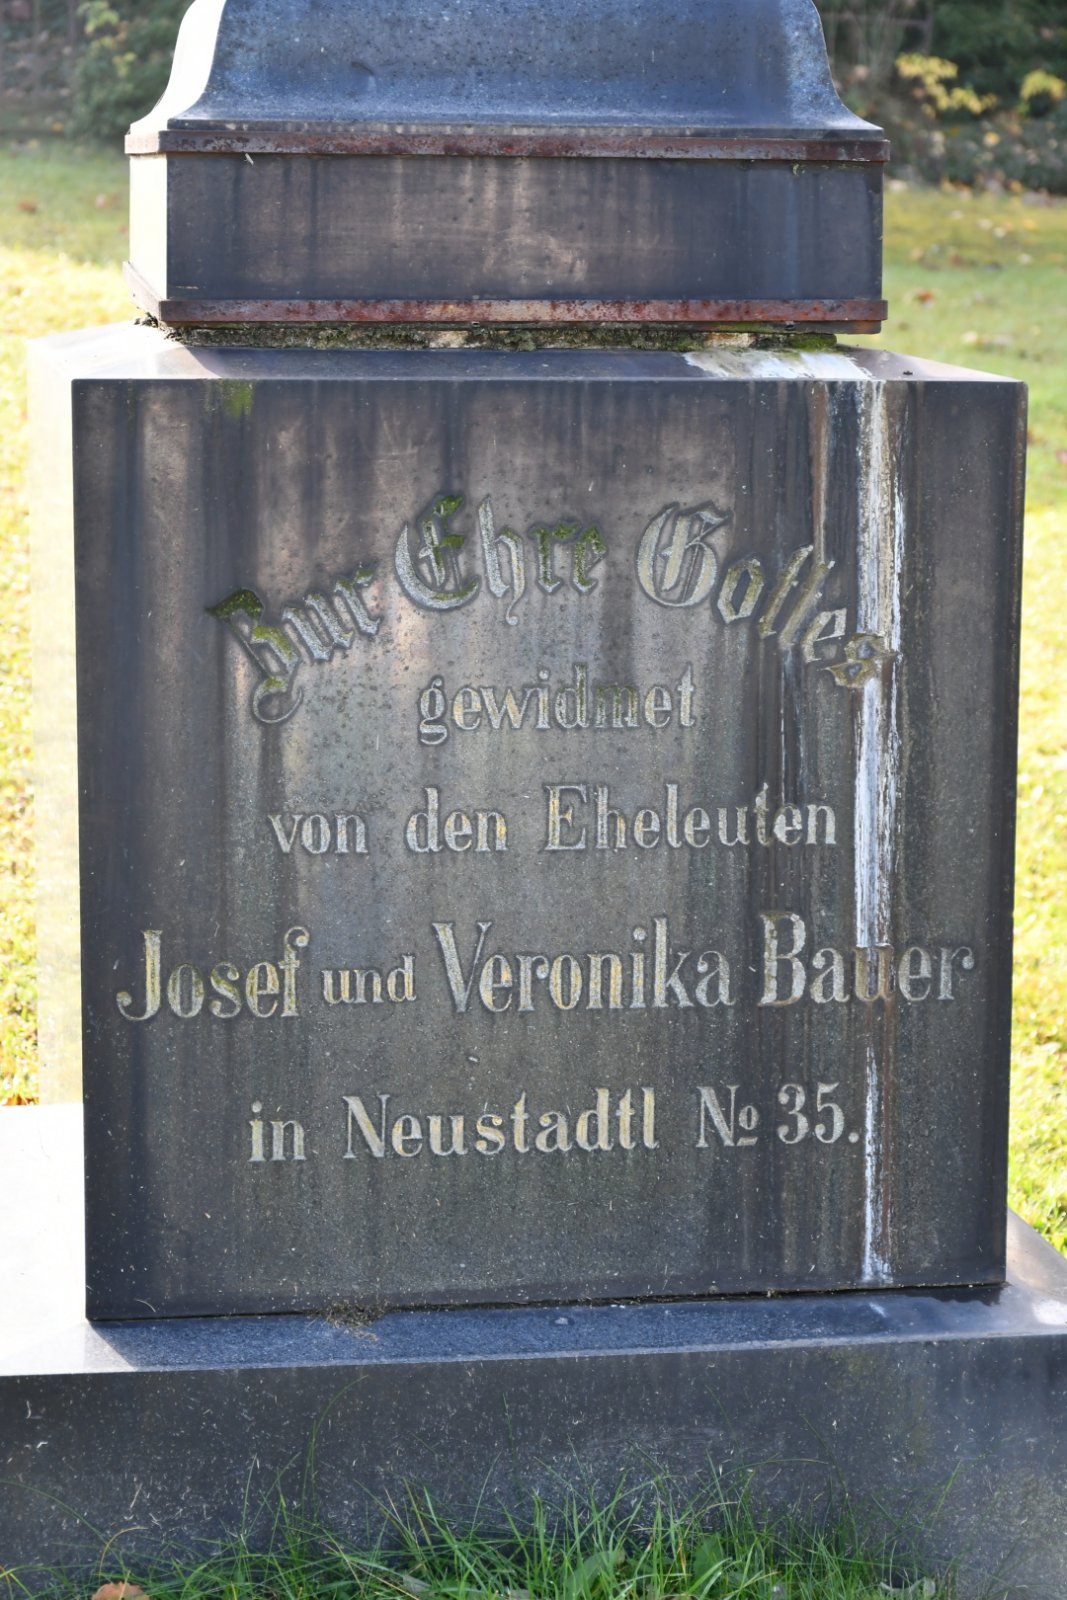 Zur Ehre Gottes
gewidmet
von den Eheleuten
Josef und Veronika Bauer
in Neustadtl No 35.